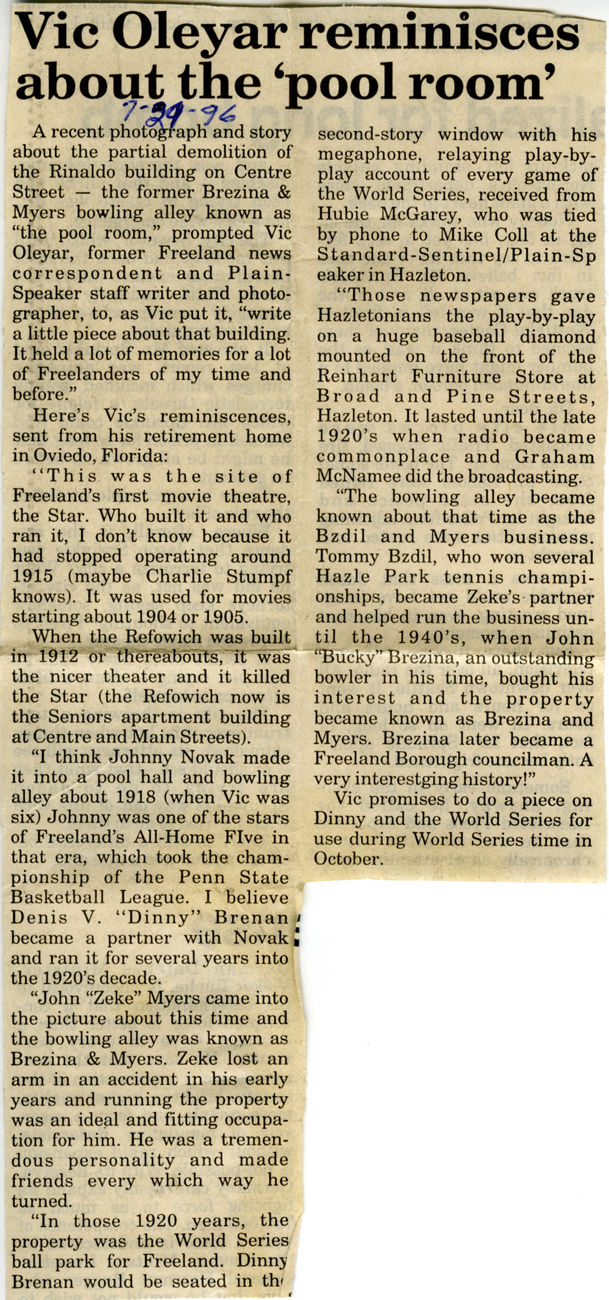 Vic Oleyar reminisces
about the ‘pool room’
7-29-96
A recent photograph and story
about the partial demolition of
the Rinaldo building on Centre
Street — the former Brezina &
Myers bowling alley known as
“the pool room,” prompted Vic
Oleyar, former Freeland news
correspondent and Plain-
Speaker staff writer and photo-
grapher, to, as Vic put it, “write
a little piece about that building.
It held a lot of memories for a lot
of Freelanders of my time and
before.”
Here’s Vic’s reminiscences,
sent from his retirement home
in Oviedo, Florida:
‘‘This was the site of
Freeland’s first movie theatre,
the Star. Who built it and who
ran it, I don’t know because it
had stopped operating around
1915 (maybe Charlie Stumpf
knows). It was used for movies
starting about 1904 or 1905.
When the Refowich was built
in 1912 or thereabouts, it was
the nicer theater and it killed
the Star (the Refowich now is
the Seniors apartment building
at Centre and Main Streets).
“I think Johnny Novak made
it into a pool hall and bowling
alley about 1918 (when Vic was
six) Johnny was one of the stars
of Freeland’s All-Home FIve in
that era, which took the cham-
pionship of the Penn State
Basketball League. I believe
Denis V. ‘‘Dinny” Brenan
became a partner with Novak
and ran it for several years into
the 1920’s decade.
“John “Zeke” Myers came into
the picture about this time and
the bowling alley was known as
Brezina & Myers. Zeke lost an
arm in an accident in his early
years and running the property
was an ideal and fitting occupa-
tion for him. He was a tremen-
dous personality and made
friends every which way he
turned.
“In those 1920 years, the
property was the World Series
ball park for Freeland. Dinny
Brenan would be seated in the
second-story window with his
megaphone, relaying play-by-
play account of every game of
the World Series, received from
Hubie McGarey, who was tied
by phone to Mike Coll at the
Standard-Sentinel/Plain-Sp
eaker in Hazleton.
‘‘Those newspapers gave
Hazletonians the play-by-play
on a huge baseball diamond
mounted on the front of the
Reinhart Furniture Store at
Broad and Pine Streets,
Hazleton. It lasted until the late
1920’s when radio became
commonplace and Graham
McNamee did the broadcasting.
“The bowling alley became
known about that time as the
Bzdil and Myers business.
Tommy Bzdil, who won several
Hazle Park tennis champi-
onships, became Zeke’s partner
and helped run the business un-
til the 1940’s, when John
“Bucky” Brezina, an outstanding
bowler in his time, bought his
interest and the property
became known as Brezina and
Myers. Brezina later became a
Freeland Borough councilman. A
very interestging history!”
Vic promises to do a piece on
Dinny and the World Series for
use during World Series time in
October.